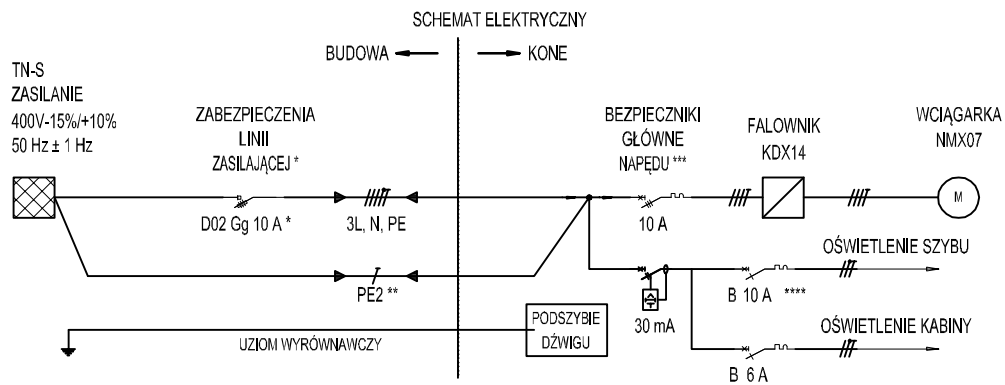 SCHEMAT ELEKTRYCZNY
BUDOWA
KONE
TN-S
ZASILANIE
400V-15%/+10%
50 Hz ± 1 Hz
ZABEZPIECZENIA
LINII
ZASILAJĄCEJ *
D02 Gg 10 A *
3L, N, PE
PE2 **
UZIOM WYRÓWNAWCZY
PODSZYBIE
DŹWIGU
BEZPIECZNIKI
GŁÓWNE
NAPĘDU ***
10 A
FALOWNIK
KDX14
WCIĄGARKA
NMX07
M
30 mA
OŚWIETLENIE SZYBU
B 10 A ****
OŚWIETLENIE KABINY
B 6 A